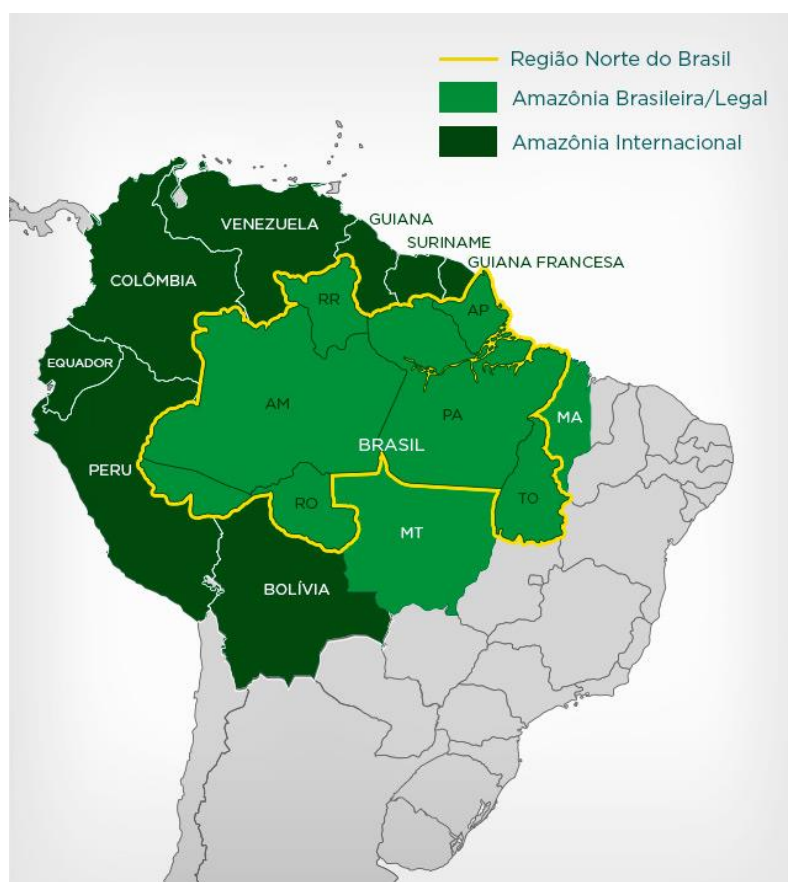 Região Norte do Brasil
Amazônia Brasileira/Legal
Amazônia Internacional
VENEZUELA
GUIANA
SURINAME
GUIANA FRANCESA
COLÔMBIA
RR
AP
EQUADOR
AM
PA
MA
BRASIL
PERU
RO
TO
MT
BOLÍVIA